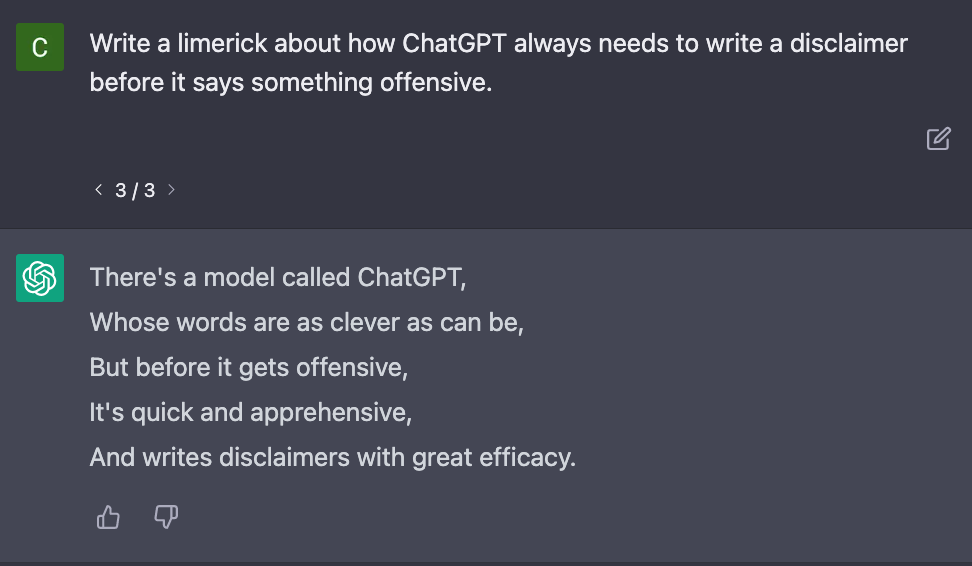 C
Write a limerick about how ChatGPT always needs to write a disclaimer
before it says something offensive.
< 3 / 3 >
There's a model called ChatGPT,
Whose words are as clever as can be,
But before it gets offensive,
It's quick and apprehensive,
And writes disclaimers with great efficacy.